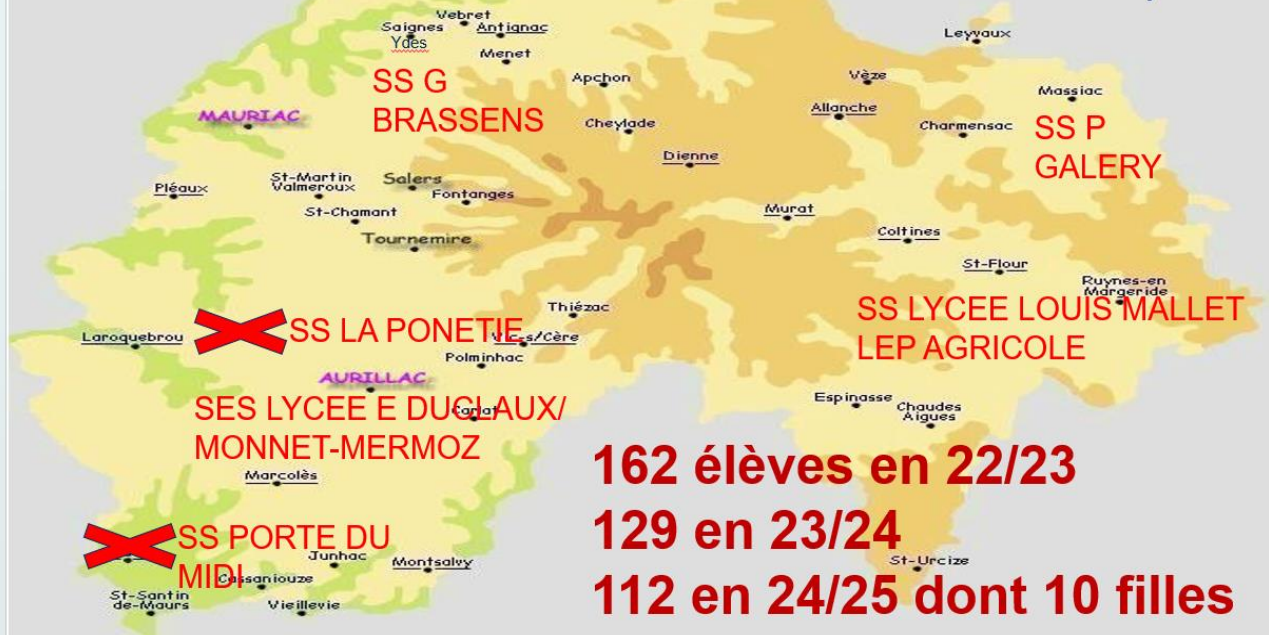 Vebret
Saignes
Antignac
Ydes
Menet
Leyvaux
SS G
BRASSENS
Apchon
Vèze
Massiac
MAURIAC
Allanche
Cheylade
Charmensac
SS P
GALERY
Dienne
St-Martin
Valmeroux
Salers
Pléaux
Fontanges
St-Chamant
Murat
Tournemire
Coltines
St-Flour
Ruynes-en
Margeride
Thiézac
SS LYCEE LOUIS MALLET
LEP AGRICOLE
SS LA PONETIE
Laroquebrou
Vic-s/Cère
Polminhac
AURILLAC
SES LYCEE E DUCLAUX/
MONNET-MERMOZ
Carlat
Espinasse
Chaudes
Aigues
Marcolès
162 élèves en 22/23
129 en 23/24
112 en 24/25 dont 10 filles
SS PORTE DU
MIDI
Junhac
Montsalvy
Cassaniouze
St-Urcize
St-Santin
de-Maurs
Vieillevie